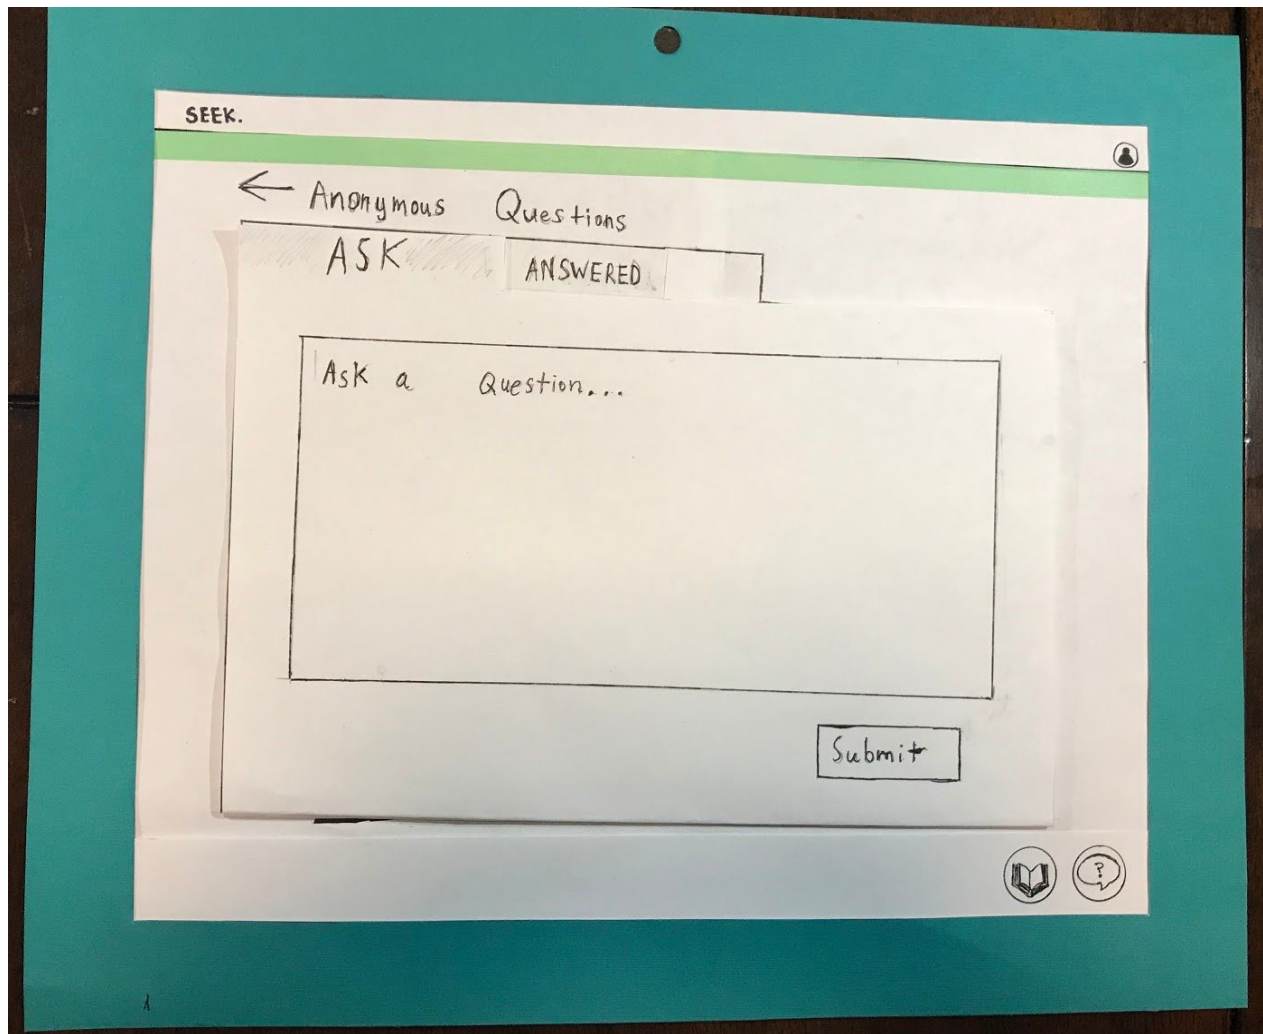 SEEK.
Anonymous Questions
ASK ANSWERED
Ask a Question...
Submit
?